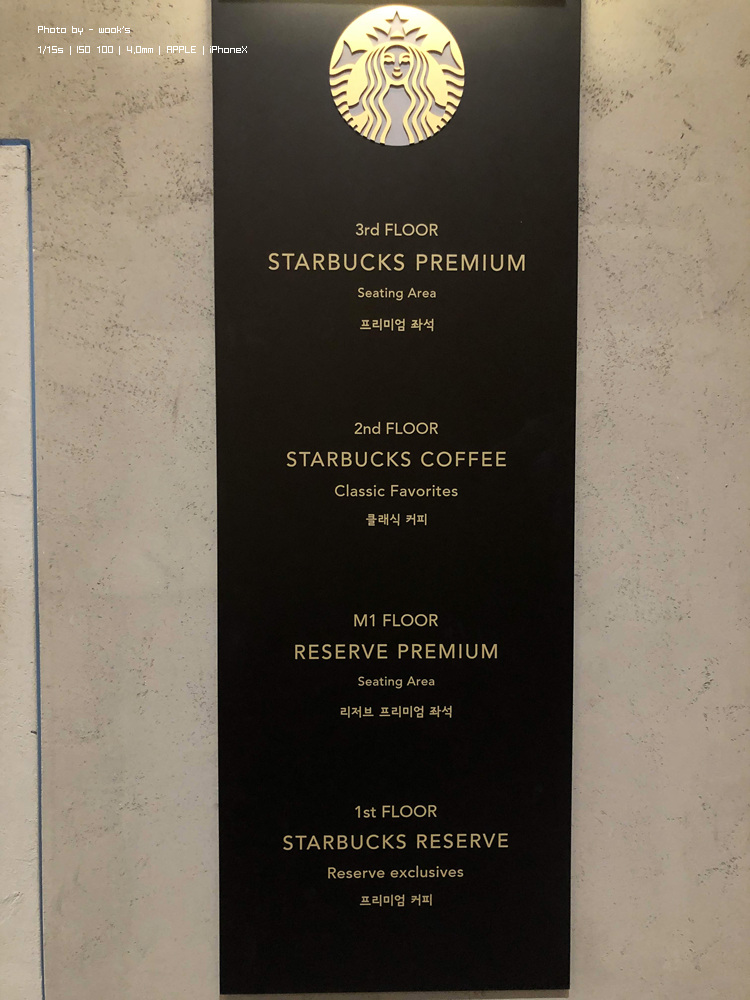 Photo by - wook's
1/15s | ISO 100 | 4.0mm | APPLE | iPhoneX
3rd FLOOR
STARBUCKS PREMIUM
Seating Area
프리미엄 좌석
2nd FLOOR
STARBUCKS COFFEE
Classic Favorites
클래식 커피
M1 FLOOR
RESERVE PREMIUM
Seating Area
리저브 프리미엄 좌석
1st FLOOR
STARBUCKS RESERVE
Reserve exclusives
프리미엄 커피